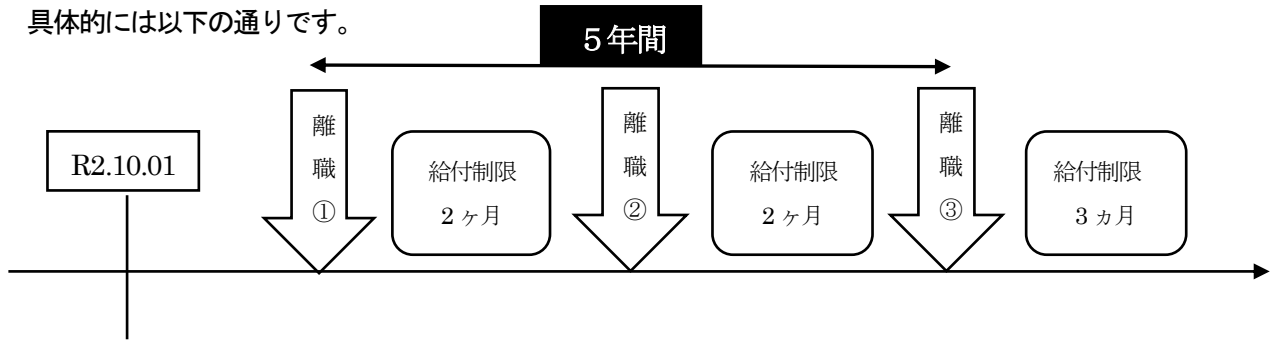 具体的には以下の通りです。
５年間
R2.10.01
離職①
給付制限
2 ヶ月
離職②
給付制限
2 ヶ月
離職③
給付制限
3 ヵ月